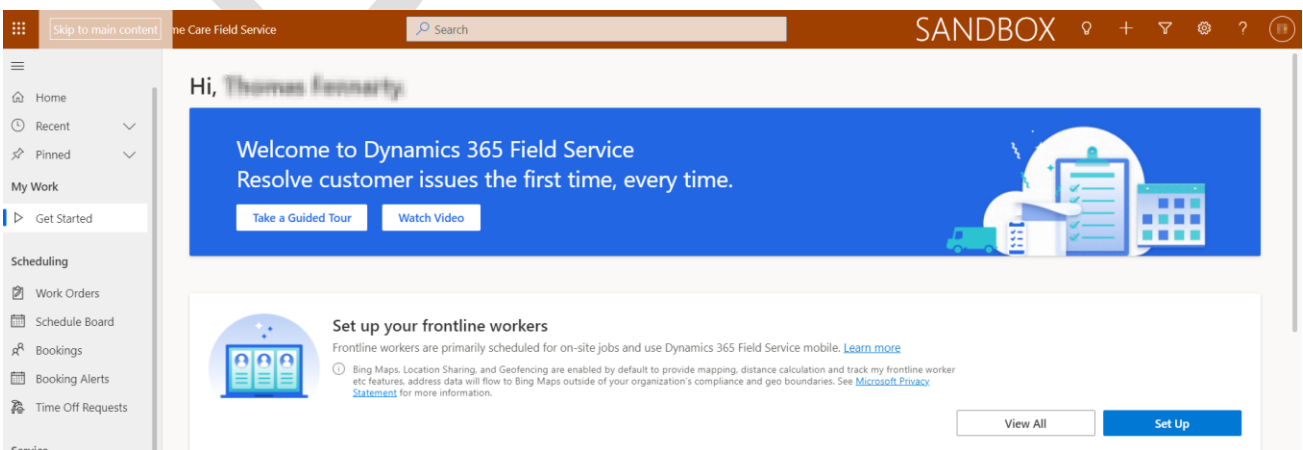 Skip to main content me Care Field Service Search SANDBOX ?
Hi,
Home
Recent
Pinned
My Work
Get Started
Scheduling
Work Orders
Schedule Board
Bookings
Booking Alerts
Time Off Requests
Welcome to Dynamics 365 Field Service
Resolve customer issues the first time, every time.
Take a Guided Tour Watch Video
Set up your frontline workers
Frontline workers are primarily scheduled for on-site jobs and use Dynamics 365 Field Service mobile. Learn more
Bing Maps, Location Sharing, and Geofencing are enabled by default to provide mapping, distance calculation and track my frontline worker
etc features, address data will flow to Bing Maps outside of your organization's compliance and geo boundaries. See Microsoft Privacy
Statement for more information.
View All Set Up